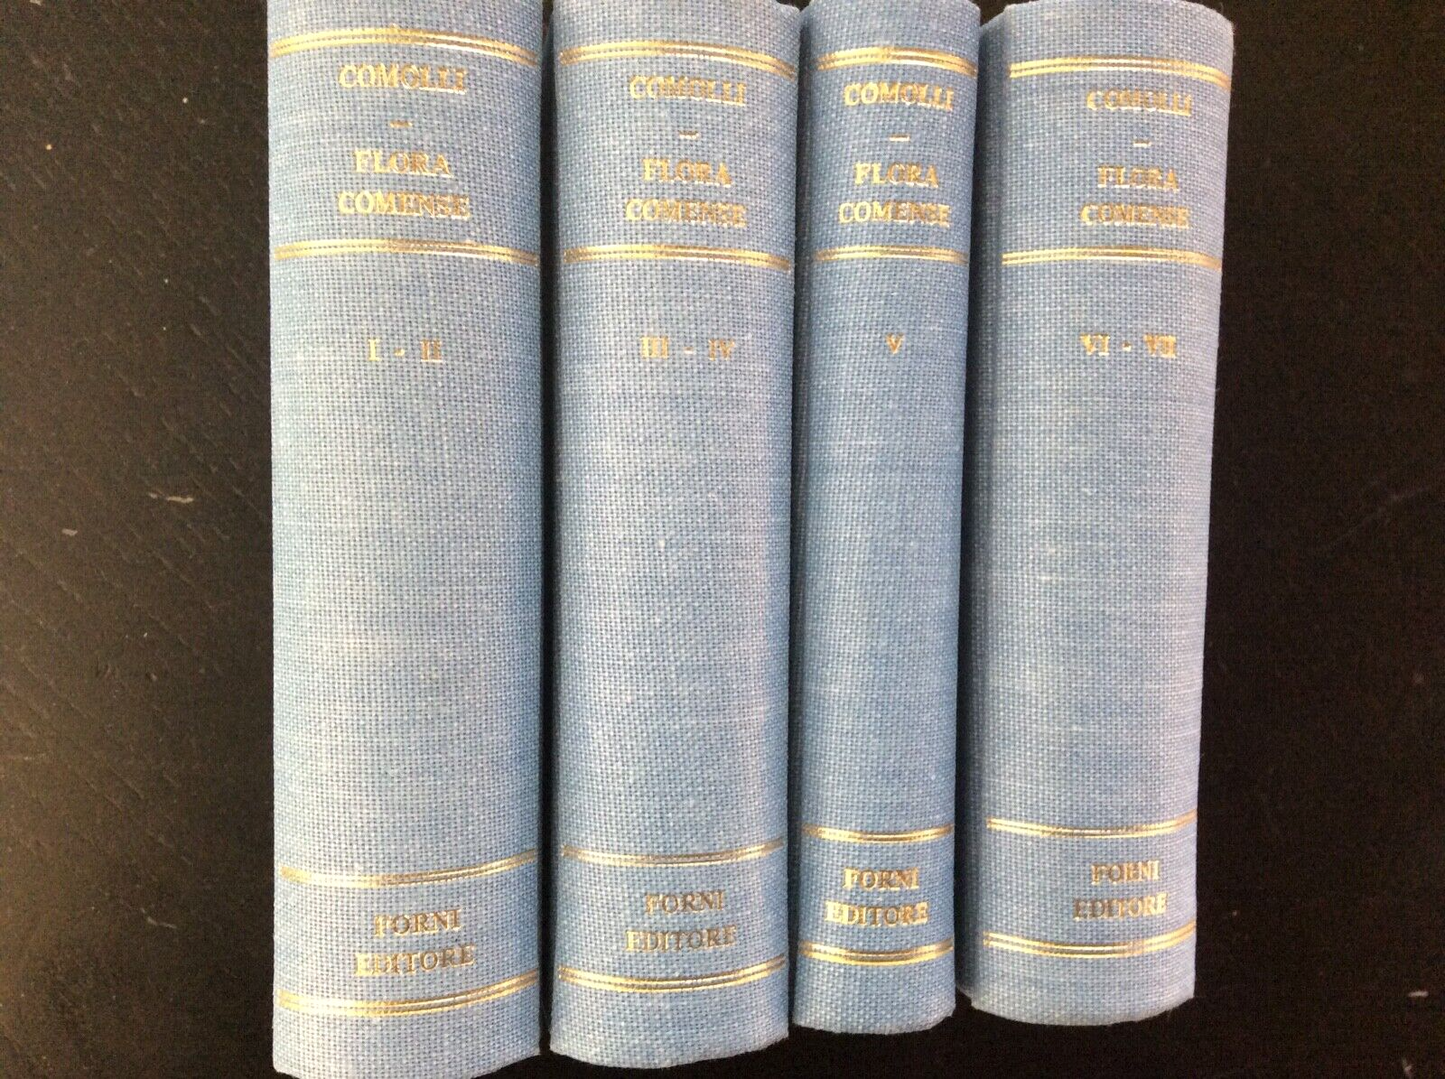 COMOLLI
—
FLORA
COMENSE
I - II
FORNI
EDITORE
COMOLLI
—
FLORA
COMENSE
III - IV
FORNI
EDITORE
COMOLLI
—
FLORA
COMENSE
V
FORNI
EDITORE
COMOLLI
—
FLORA
COMENSE
VI - VII
FORNI
EDITORE